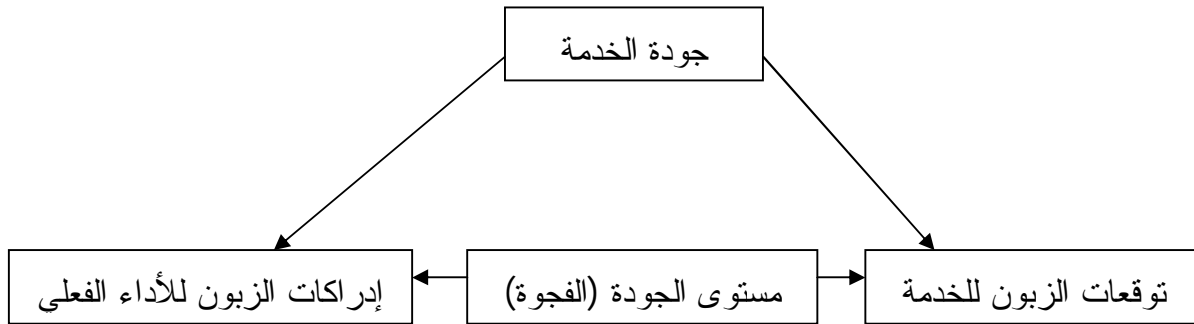 جودة الخدمة
توقعات الزبون للخدمة
مستوى الجودة (الفجوة)
إدراكات الزبون للأداء الفعلي